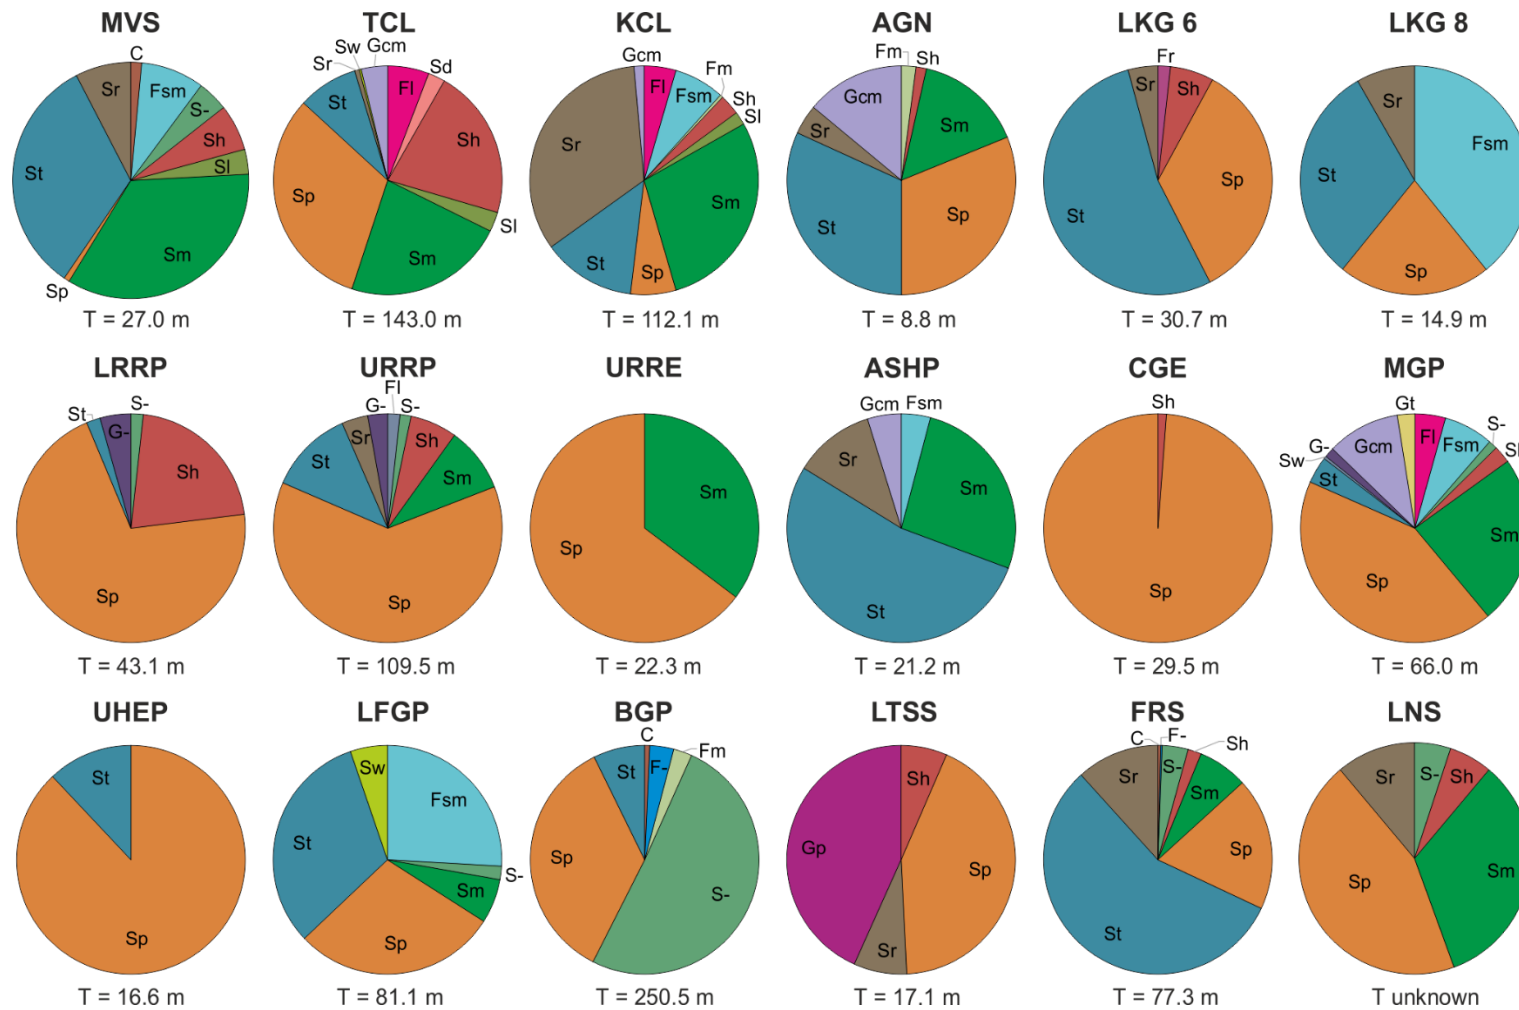 MVS
TCL
KCL
AGN
LKG 6
LKG 8
C
Fsm
S-
Sh
Sl
Sm
Sp
St
Sr
Gcm
Fl
Sd
Sh
Sl
Sm
Sp
St
Sr
Sw
Gcm
Fl
Fsm
Fm
Sh
Sl
Sm
Sp
St
Sr
Fm
Sh
Sm
Sp
St
Sr
Gcm
Fr
Sh
Sp
St
Sr
Fsm
Sp
St
Sr
T = 27.0 m
T = 143.0 m
T = 112.1 m
T = 8.8 m
T = 30.7 m
T = 14.9 m
LRRP
URRP
URRE
ASHP
CGE
MGP
S-
Sh
Sp
St
G-
Fl
S-
Sh
Sm
Sp
St
Sr
G-
Sm
Sp
Fsm
Sm
St
Sr
Gcm
Sh
Sp
Fl
Fsm
S-
Sm
Sp
St
Sw
G-
Gcm
Gt
T = 43.1 m
T = 109.5 m
T = 22.3 m
T = 21.2 m
T = 29.5 m
T = 66.0 m
UHEP
LFGP
BGP
LTSS
FRS
LNS
Sp
St
Fsm
S-
Sm
Sp
St
Sw
C
F-
Fm
S-
Sp
St
Sh
Sp
Sr
Gp
C
F-
S-
Sh
Sm
Sp
St
Sr
S-
Sh
Sm
Sp
Sr
T = 16.6 m
T = 81.1 m
T = 250.5 m
T = 17.1 m
T = 77.3 m
T unknown